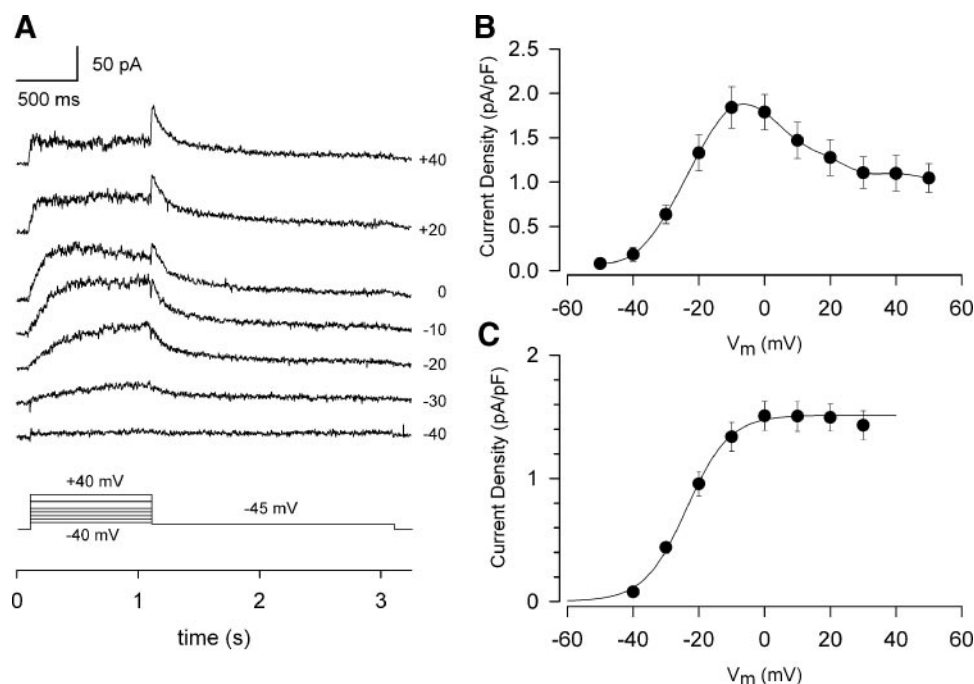 A
50 pA
500 ms
+40
+20
0
-10
-20
-30
-40
+40 mV
-45 mV
-40 mV
0 1 2 3
time (s)
B
2.5
2.0
1.5
1.0
0.5
0.0
Current Density (pA/pF)
-60 -40 -20 0 20 40 60
Vm (mV)
C
2
1
0
Current Density (pA/pF)
-60 -40 -20 0 20 40 60
Vm (mV)